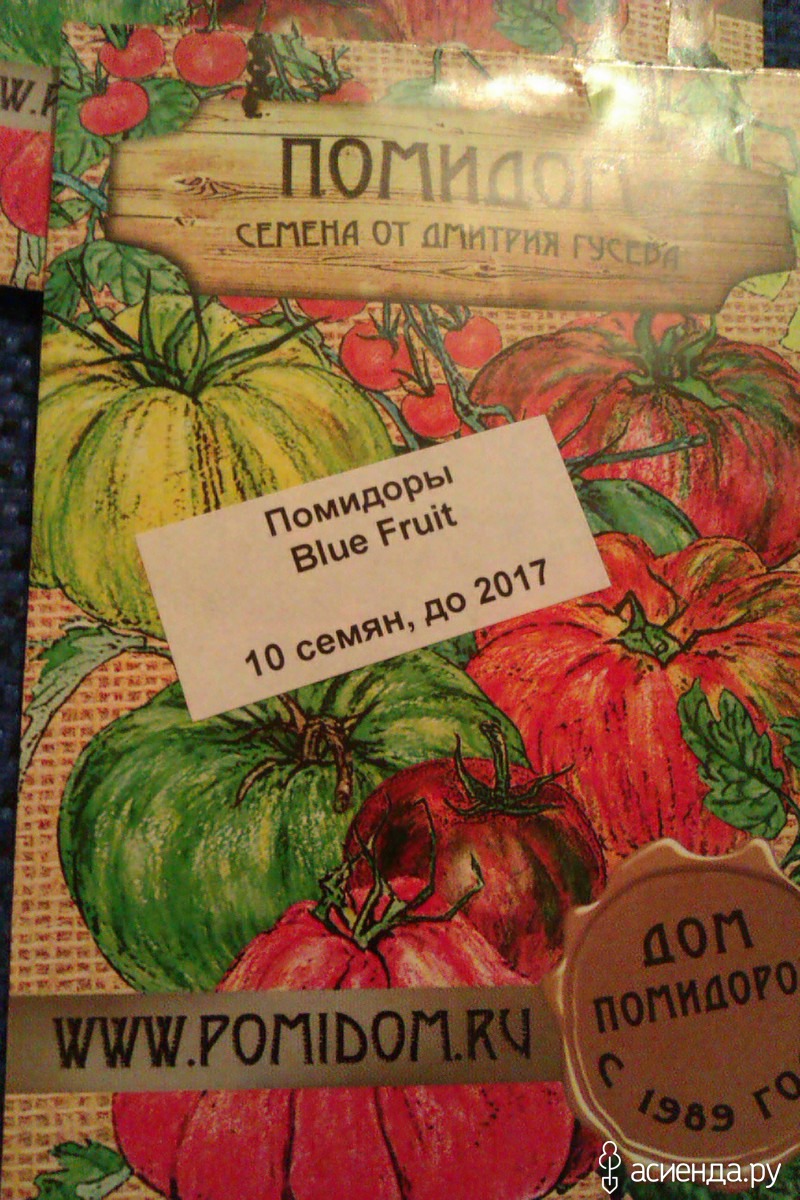 W.P
ПОМИДОМ
СЕМЕНА ОТ ДМИТРИЯ ГУСЕВА
Помидоры
Blue Fruit
10 семян, до 2017
WWW.POMIDOM.RU
ДОМ
ПОМИДОРО
С 1989 ГО
асиенда.ру